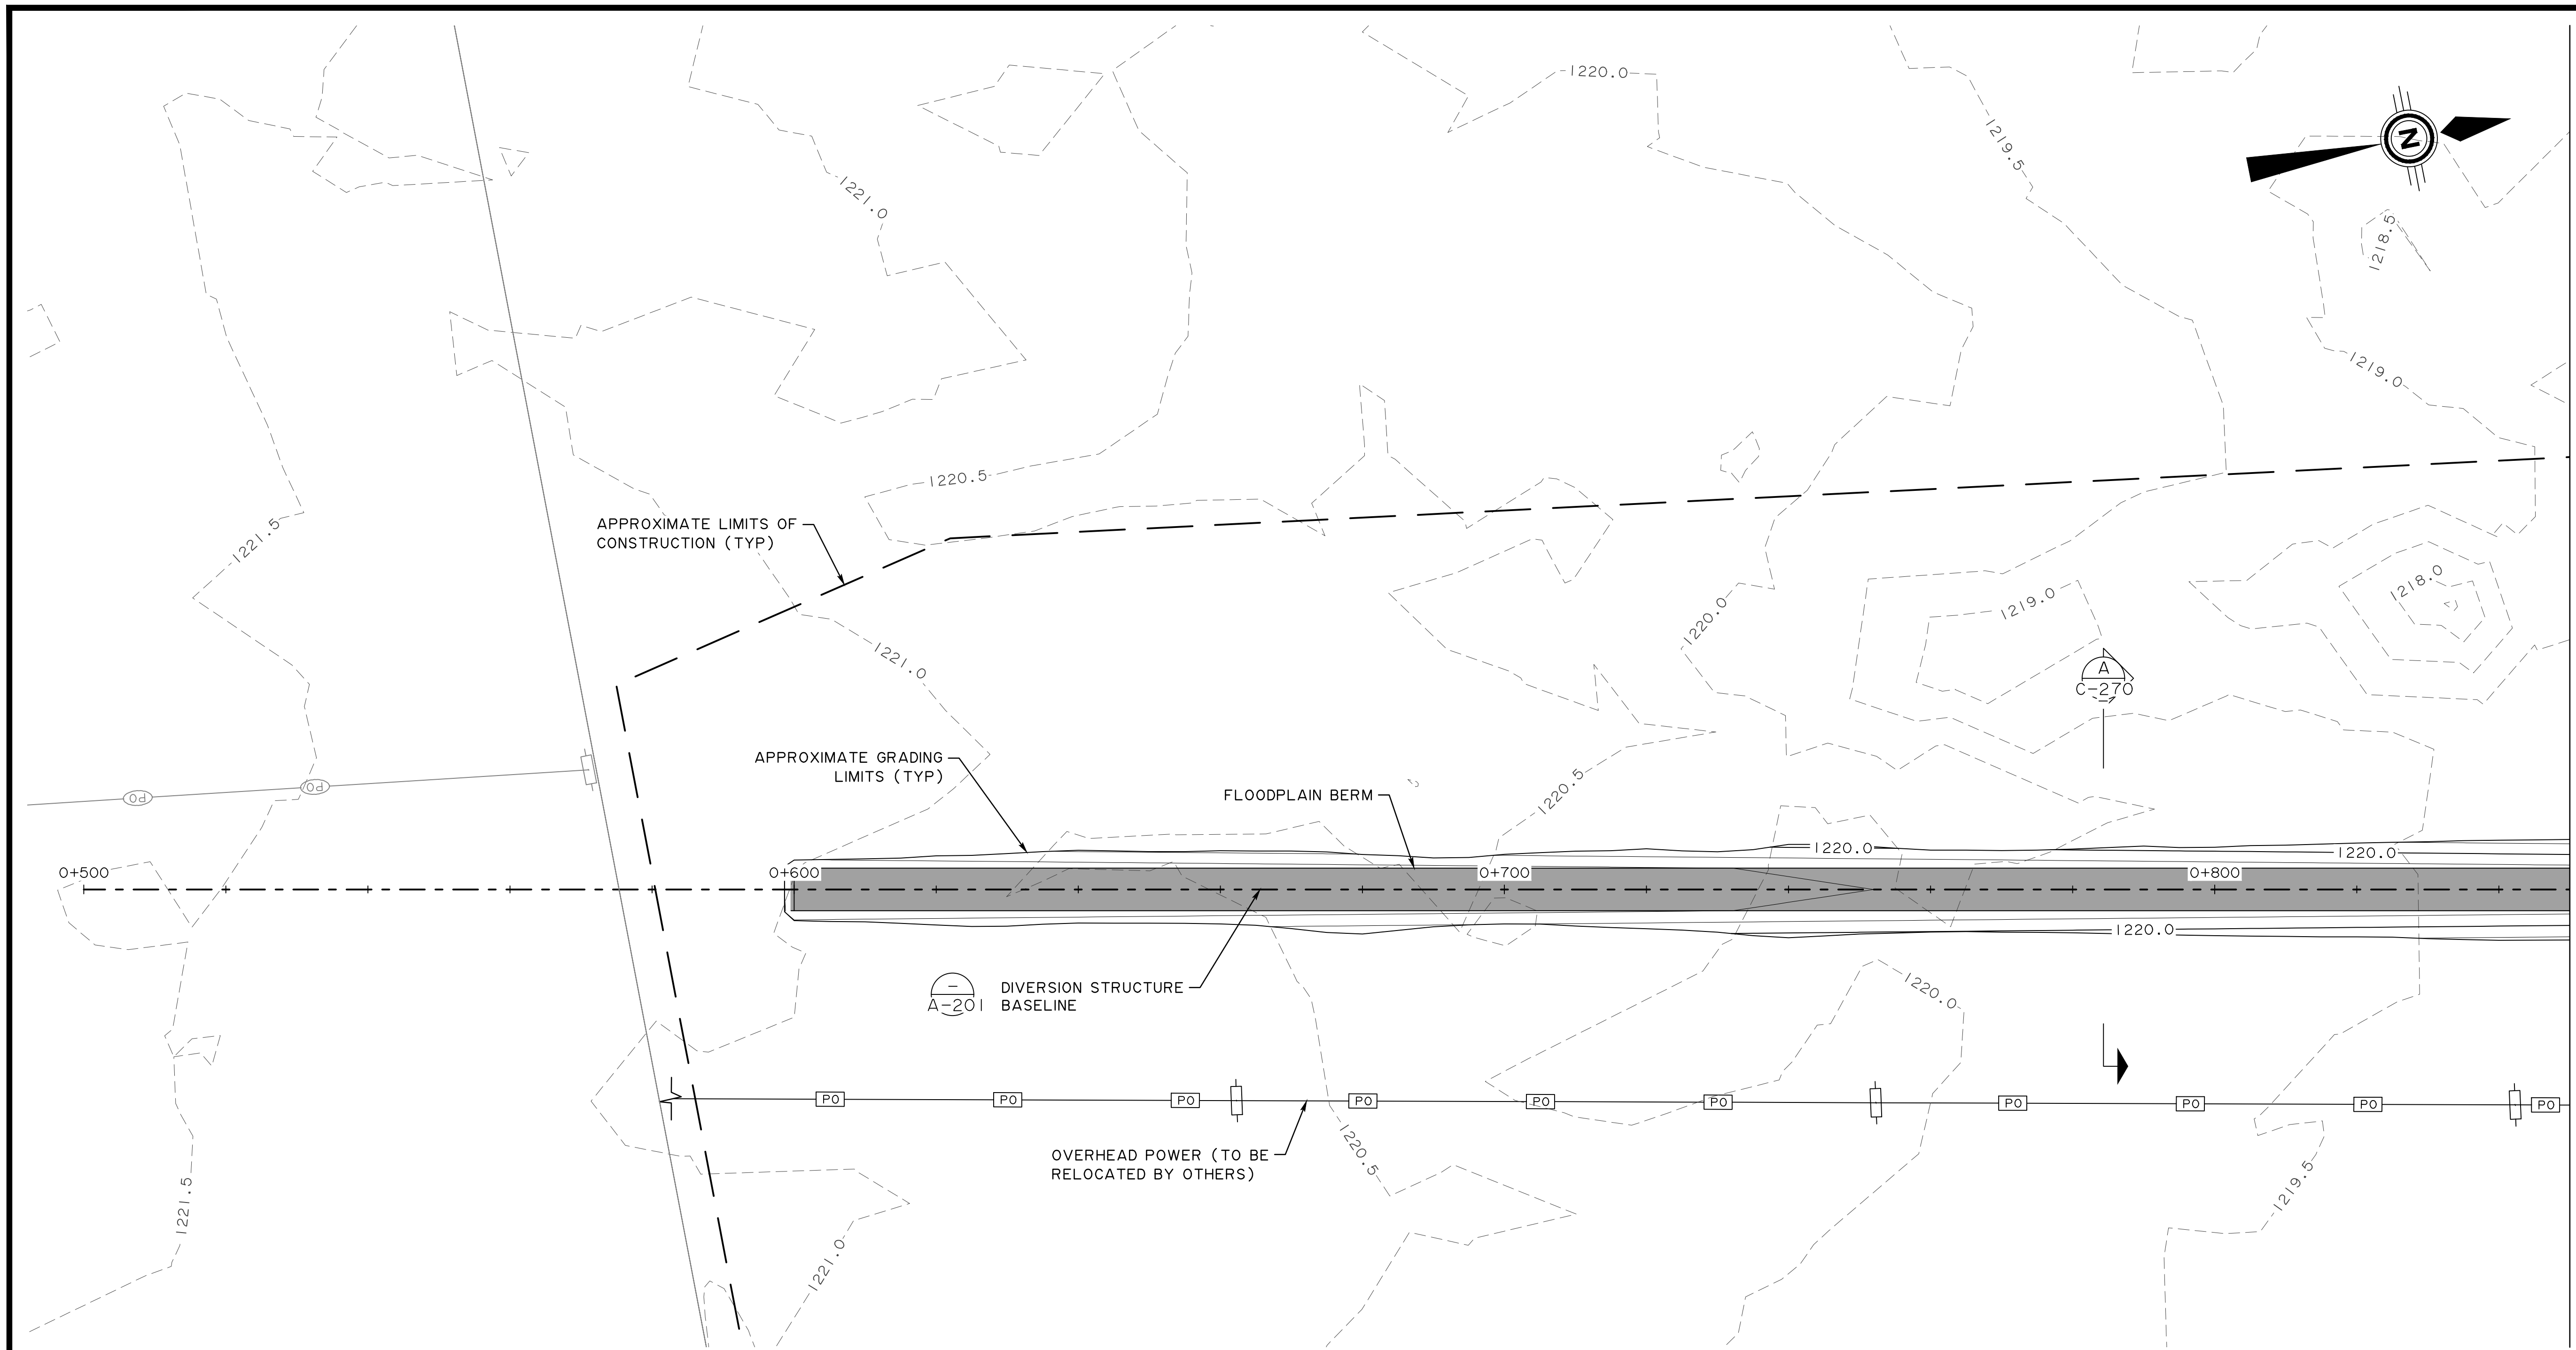 1220.0
1219.5
N
1221.0
1218.5
1219.0
1220.5
APPROXIMATE LIMITS OF
CONSTRUCTION (TYP)
1221.5
1218.0
1219.0
1220.0
1221.0
A
C-270
APPROXIMATE GRADING
LIMITS (TYP)
PO
PO
FLOODPLAIN BERM
1220.5
1220.0
1220.0
0+500
0+600
0+700
0+800
1220.0
-
A-201
DIVERSION STRUCTURE
BASELINE
1220.0
PO
PO
PO
PO
PO
PO
PO
PO
PO
PO
OVERHEAD POWER (TO BE
RELOCATED BY OTHERS)
1220.5
1219.5
1221.5
1221.0